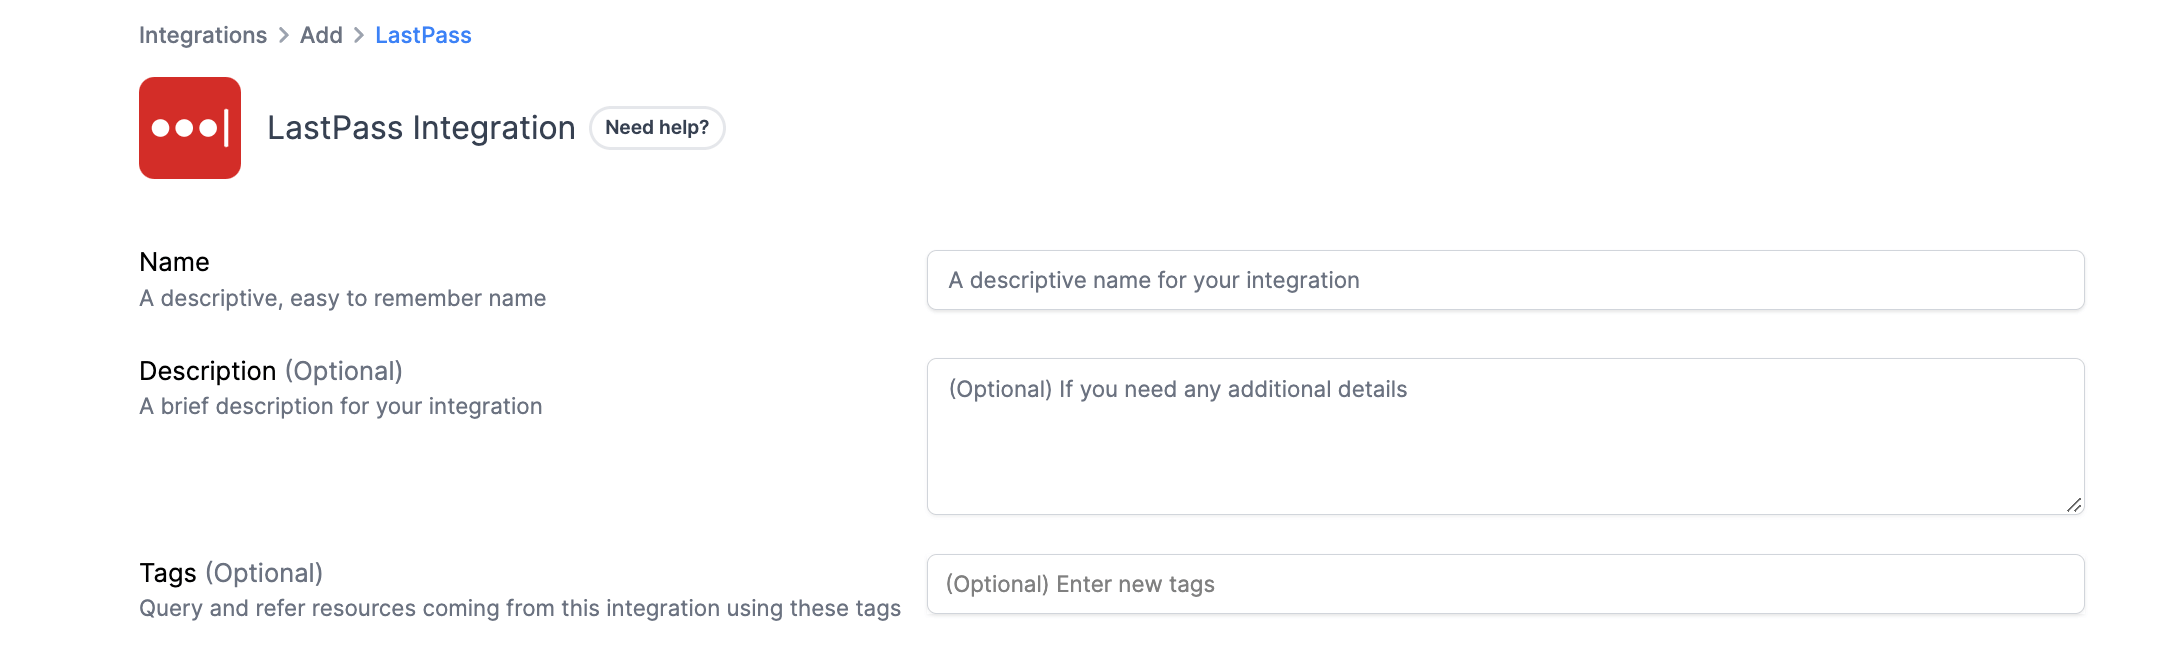 Integrations > Add > LastPass
LastPass Integration Need help?
Name
A descriptive, easy to remember name
A descriptive name for your integration
Description (Optional)
A brief description for your integration
(Optional) If you need any additional details
Tags (Optional)
Query and refer resources coming from this integration using these tags
(Optional) Enter new tags